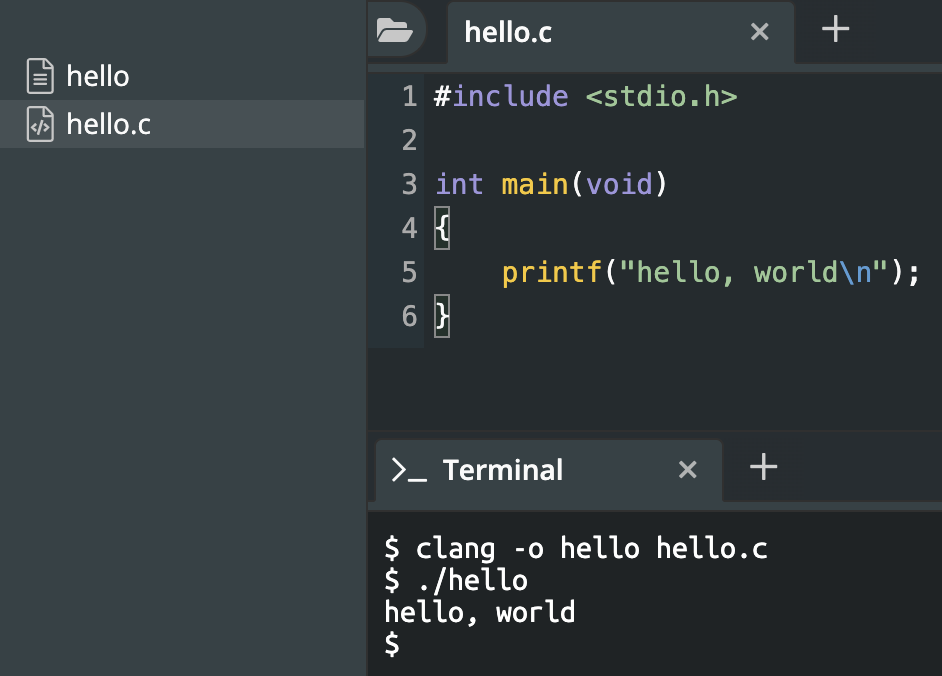 hello
hello.c
hello.c × +
1 #include <stdio.h>
2
3 int main(void)
4 {
5     printf("hello, world\n");
6 }
>_ Terminal × +
$ clang -o hello hello.c
$ ./hello
hello, world
$